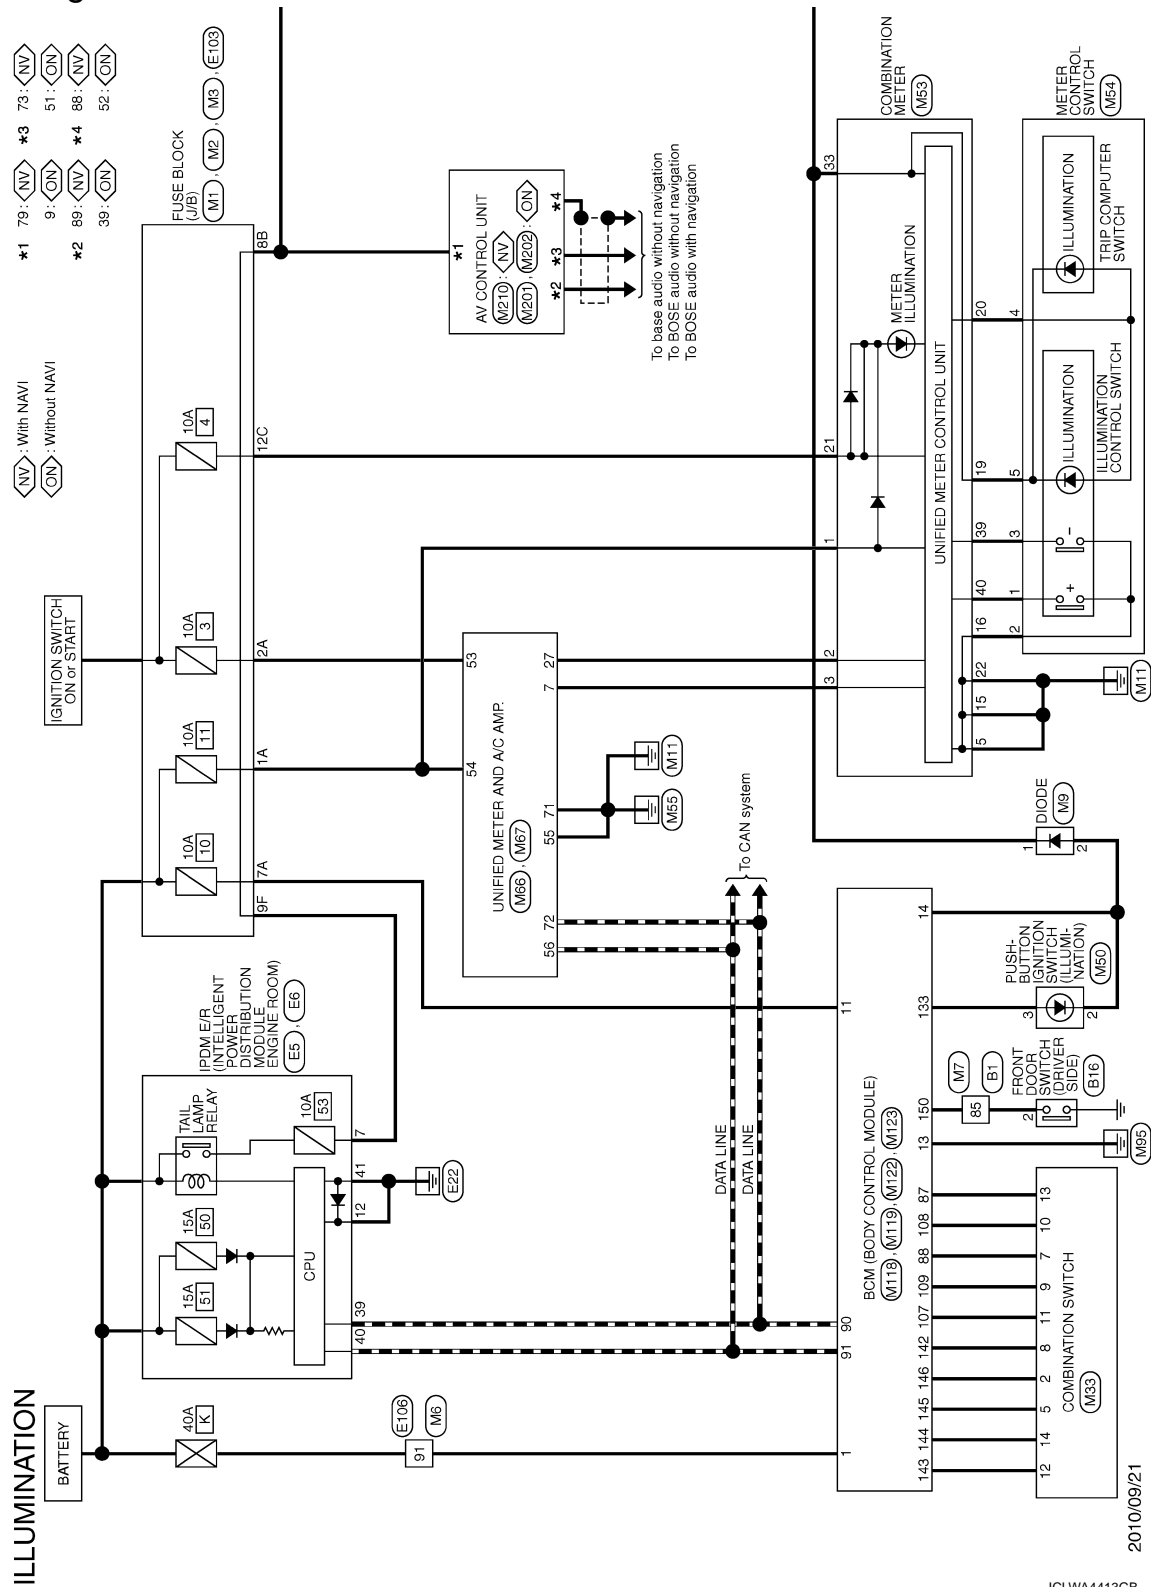 ILLUMINATION
BATTERY
IGNITION SWITCH
ON or START
NV : With NAVI
ON : Without NAVI
*1 79: NV
9: ON
*2 89: NV
39: ON
*3 73: NV
51: ON
*4 88: NV
52: ON
40A
K
15A
51
15A
50
TAIL
LAMP
RELAY
10A
53
IPDM E/R
(INTELLIGENT
POWER
DISTRIBUTION
MODULE
ENGINE ROOM)
E5 , E6
CPU
40
39
12
41
7
E22
10A
10
10A
11
10A
3
10A
4
FUSE BLOCK
(J/B)
M1 , M2 , M3 , E103
9F
7A
1A
2A
12C
8B
E106
M6
91
*1
AV CONTROL UNIT
M210 : NV
M201 , M202 : ON
*2
*3
*4
To base audio without navigation
To BOSE audio without navigation
To BOSE audio with navigation
54
53
UNIFIED METER AND A/C AMP.
M66 , M67
56
72
55
71
7
27
M55
M11
DATA LINE
DATA LINE
To CAN system
1
91
90
11
BCM (BODY CONTROL MODULE)
M118 , M119 , M122 , M123
143
144
145
146
142
107
109
88
108
87
13
150
133
14
12
14
5
2
8
11
9
7
10
13
COMBINATION SWITCH
M33
M95
M7
85
B1
2
FRONT
DOOR
SWITCH
(DRIVER
SIDE)
B16
3
2
PUSH-
BUTTON
IGNITION
SWITCH
(ILLUMI-
NATION)
M50
1
2
DIODE
M9
3
2
1
21
33
COMBINATION
METER
M53
METER
ILLUMINATION
UNIFIED METER CONTROL UNIT
5
15
22
16
40
39
19
20
M11
2
1
3
5
4
+
-
ILLUMINATION
ILLUMINATION
CONTROL SWITCH
ILLUMINATION
TRIP COMPUTER
SWITCH
METER
CONTROL
SWITCH
M54
2010/09/21